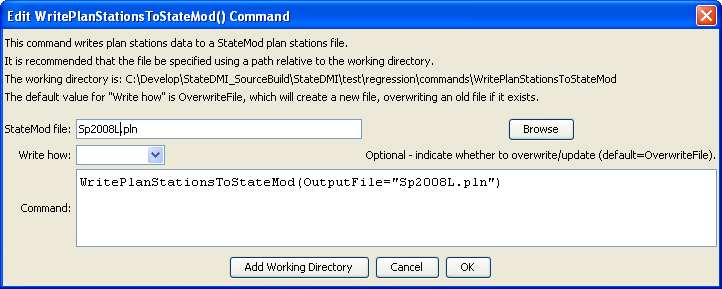 Edit WritePlanStationsToStateMod() Command
This command writes plan stations data to a StateMod plan stations file.
It is recommended that the file be specified using a path relative to the working directory.
The working directory is: C:\Develop\StateDMI_SourceBuild\StateDMI\test\regression\commands\WritePlanStationsToStateMod
The default value for "Write how" is OverwriteFile, which will create a new file, overwriting an old file if it exists.
StateMod file: Sp2008L.pln Browse
Write how: Optional - indicate whether to overwrite/update (default=OverwriteFile).
WritePlanStationsToStateMod(OutputFile="Sp2008L.pln")
Command:
Add Working Directory Cancel OK